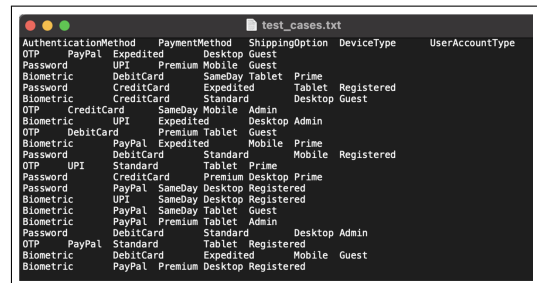 test_cases.txt
AuthenticationMethod PaymentMethod ShippingOption DeviceType UserAccountType
OTP PayPal Expedited Desktop Guest
Password UPI Premium Mobile Guest
Biometric DebitCard SameDay Tablet Prime
Password CreditCard Expedited Tablet Registered
Biometric CreditCard Standard Desktop Guest
OTP CreditCard SameDay Mobile Admin
Biometric UPI Expedited Desktop Admin
OTP DebitCard Premium Tablet Guest
Biometric PayPal Expedited Mobile Prime
Password DebitCard Standard Mobile Registered
OTP UPI Standard Tablet Prime
Password CreditCard Premium Desktop Prime
Password PayPal SameDay Desktop Registered
Biometric UPI SameDay Desktop Registered
Biometric PayPal SameDay Tablet Guest
Biometric PayPal Premium Tablet Admin
Password DebitCard Standard Desktop Admin
OTP PayPal Standard Tablet Registered
Biometric DebitCard Expedited Mobile Guest
Biometric PayPal Premium Desktop Registered